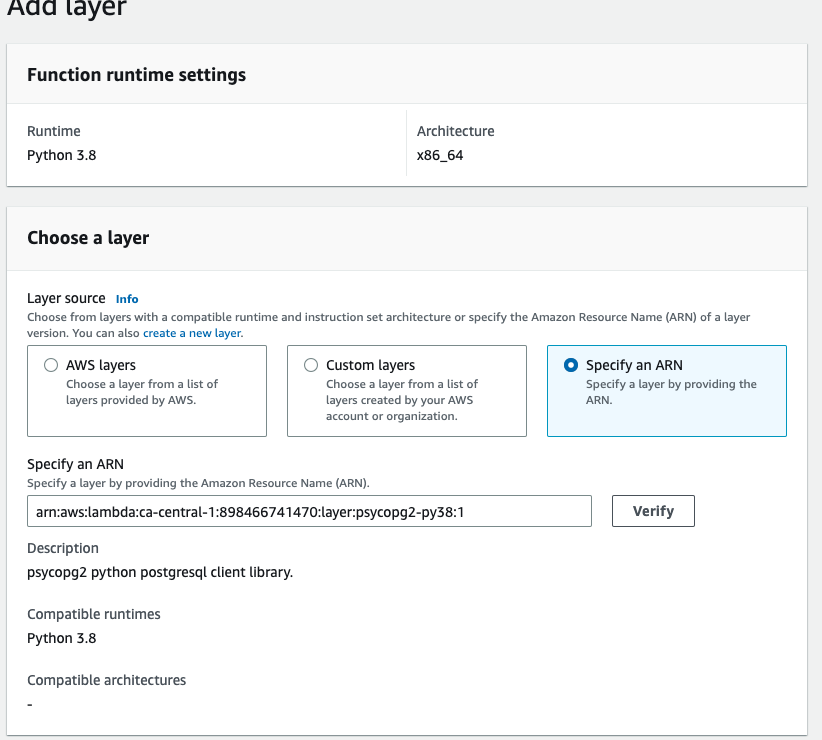 Add layer
Function runtime settings
Runtime
Python 3.8
Architecture
x86_64
Choose a layer
Layer source Info
Choose from layers with a compatible runtime and instruction set architecture or specify the Amazon Resource Name (ARN) of a layer
version. You can also create a new layer.
AWS layers
Choose a layer from a list of
layers provided by AWS.
Custom layers
Choose a layer from a list of
layers created by your AWS
account or organization.
Specify an ARN
Specify a layer by providing the
ARN.
Specify an ARN
Specify a layer by providing the Amazon Resource Name (ARN).
arn:aws:lambda:ca-central-1:898466741470:layer:psycopg2-py38:1
Verify
Description
psycopg2 python postgresql client library.
Compatible runtimes
Python 3.8
Compatible architectures
-